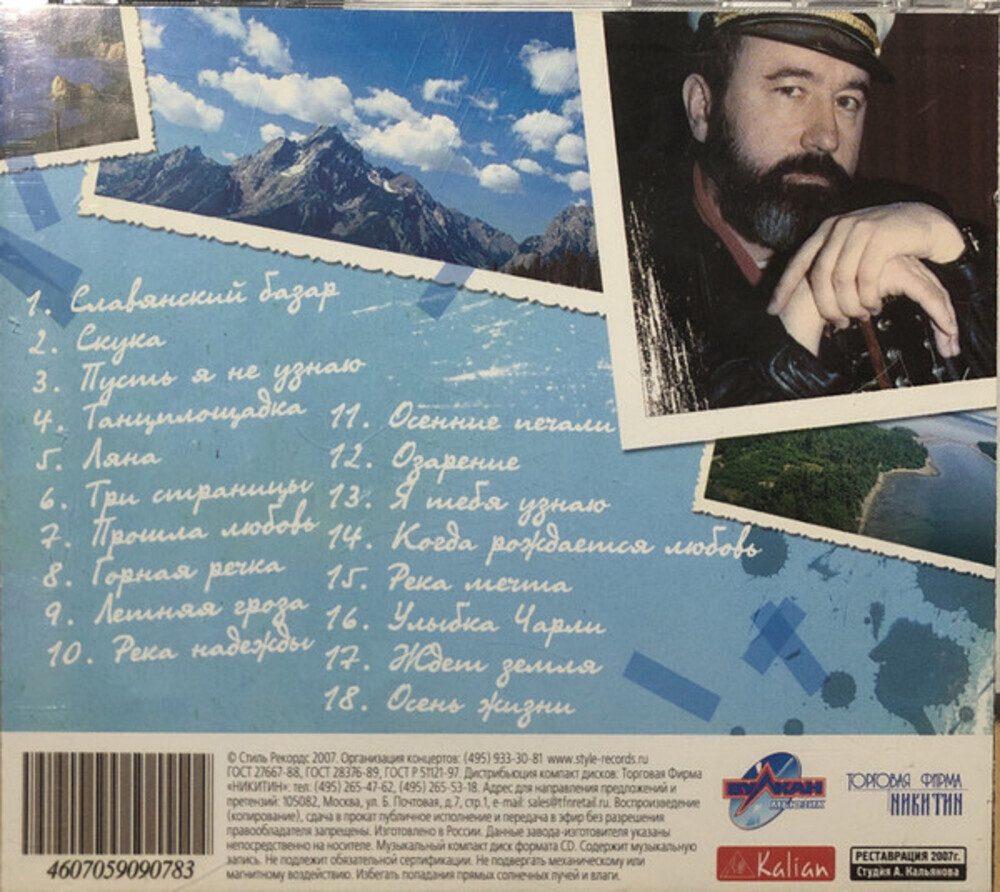 1. Славянский базар
2. Скука
3. Пусть я не узнаю
4. Танцплощадка
5. Ляна
6. Три страницы
7. Прошла любовь
8. Горная речка
9. Летняя гроза
10. Река надежды
11. Осенние печали
12. Озарение
13. Я тебя узнаю
14. Когда рождается любовь
15. Река мечта
16. Улыбка Чарли
17. Ждет земля
18. Осень жизни
4607059090783
© Стиль Рекордс 2007. Организация концертов: (495) 933-30-81 www.style-records.ru
ГОСТ 27667-88, ГОСТ 28376-89, ГОСТ Р 51121-97. Дистрибьюция компакт дисков: Торговая Фирма
«НИКИТИН»: тел: (495) 265-47-62, (495) 265-53-18. Адрес для направления предложений и
претензий: 105082, Москва, ул. Б. Почтовая, д.7, стр.1, e-mail: sales@tfnretail.ru. Воспроизведение
(копирование), сдача в прокат публичное исполнение и передача в эфир без разрешения
правообладателя запрещены. Изготовлено в России. Данные завода-изготовителя указаны
непосредственно на носителе. Музыкальный компакт диск формата CD. Содержит музыкальную
запись. Не подлежит обязательной сертификации. Не подвергать механическому или
магнитному воздействию. Избегать попадания прямых солнечных лучей и влаги.
ВУЛКАН
МЬЮЗИК
ТОРГОВАЯ ФИРМА
НИКИТИН
Kalian
РЕСТАВРАЦИЯ 2007г.
Студия А. Кальянова